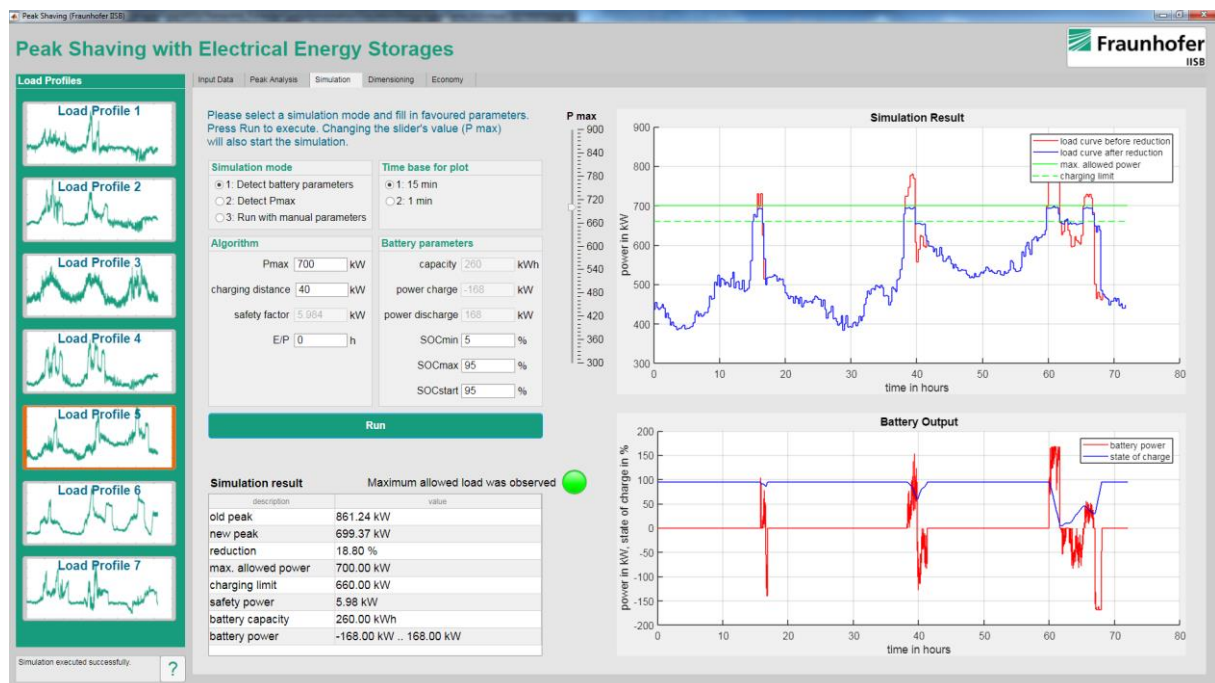 Peak Shaving (Fraunhofer IISB)
Peak Shaving with Electrical Energy Storages
Fraunhofer
IISB
Load Profiles
Load Profile 1
Load Profile 2
Load Profile 3
Load Profile 4
Load Profile 5
Load Profile 6
Load Profile 7
Simulation executed successfully.
?
Input Data Peak Analysis Simulation Dimensioning Economy
Please select a simulation mode and fill in favoured parameters.
Press Run to execute. Changing the slider's value (P max)
will also start the simulation.
Simulation mode
1: Detect battery parameters
2: Detect Pmax
3: Run with manual parameters
Time base for plot
1: 15 min
2: 1 min
Algorithm
Pmax 700 kW
charging distance 40 kW
safety factor 5.984 kW
E/P 0 h
Battery parameters
capacity 260 kWh
power charge -168 kW
power discharge 168 kW
SOCmin 5 %
SOCmax 95 %
SOCstart 95 %
P max
900
840
780
720
660
600
540
480
420
360
300
Run
Simulation result Maximum allowed load was observed
description value
old peak 861.24 kW
new peak 699.37 kW
reduction 18.80 %
max. allowed power 700.00 kW
charging limit 660.00 kW
safety power 5.98 kW
battery capacity 260.00 kWh
battery power -168.00 kW .. 168.00 kW
Simulation Result
load curve before reduction
load curve after reduction
max. allowed power
charging limit
power in kW
900
800
700
600
500
400
300
0 10 20 30 40 50 60 70 80
time in hours
Battery Output
battery power
state of charge
power in kW, state of charge in %
200
150
100
50
0
-50
-100
-150
-200
0 10 20 30 40 50 60 70 80
time in hours